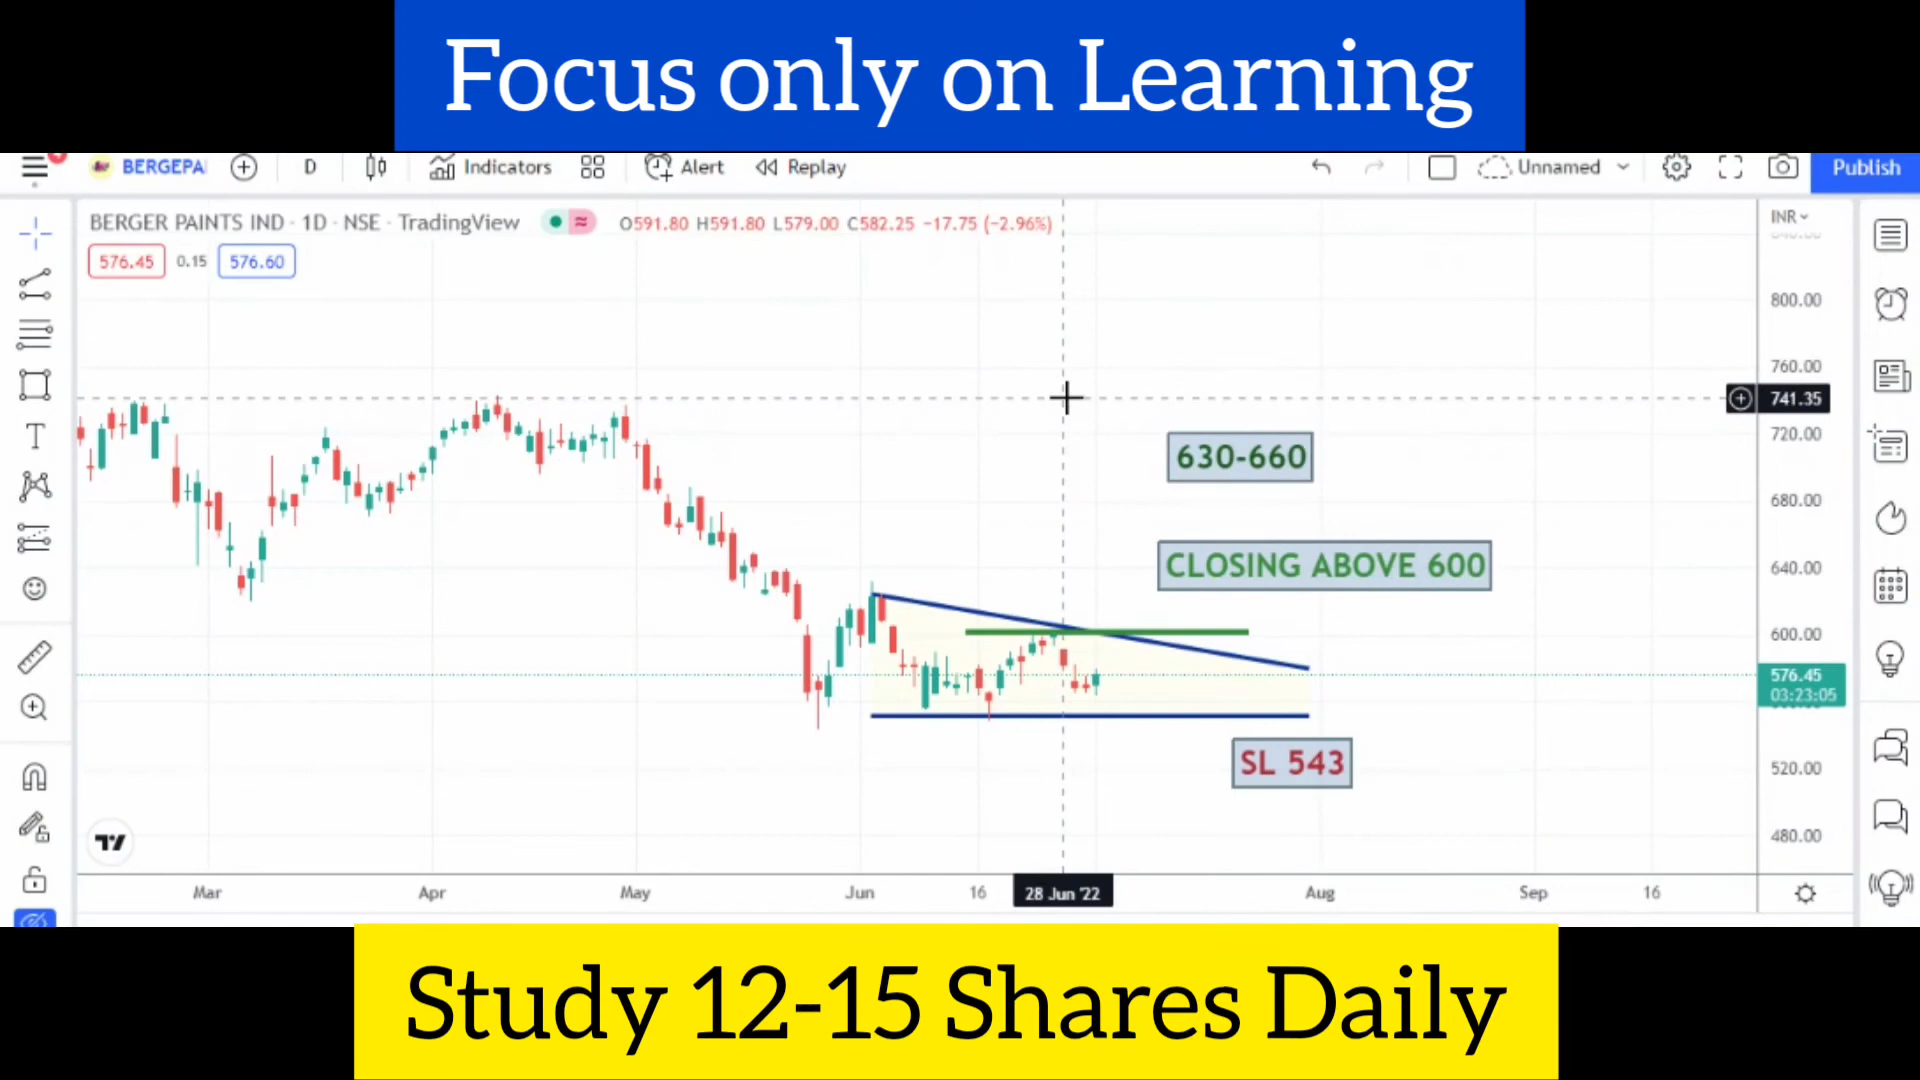 Focus only on Learning
BERGEPA
D
Indicators
Alert
Replay
Unnamed
Publish
BERGER PAINTS IND · 1D · NSE · TradingView
O591.80 H591.80 L579.00 C582.25 −17.75 (−2.96%)
INR
576.45
0.15
576.60
800.00
760.00
741.35
720.00
630-660
680.00
CLOSING ABOVE 600
640.00
600.00
576.45
03:23:05
SL 543
520.00
480.00
Mar
Apr
May
Jun
16
28 Jun '22
Aug
Sep
16
Study 12-15 Shares Daily